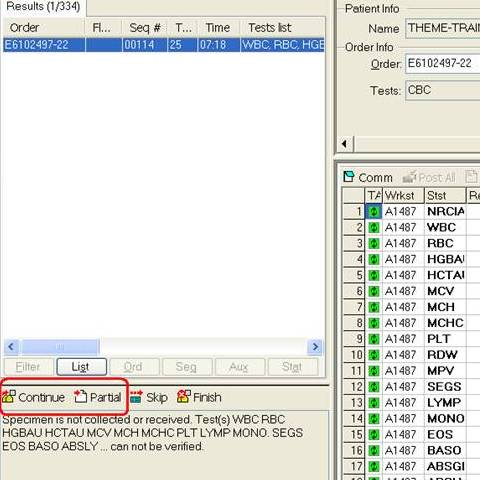 Results (1/334)
Order Fl... Seq # T... Time Tests list
E6102497-22 00114 25 07:18 WBC, RBC, HGB
Filter List Ord Seg Aux Stat
Continue Partial Skip Finish
Specimen is not collected or received. Test(s) WBC RBC
HGBAU HCTAU MCV MCH MCHC PLT LYMP MONO. SEGS
EOS BASO ABSLY ... can not be verified.
Patient Info
Name THEME-TRAIN
Order Info
Order: E6102497-22
Tests: CBC
Comm Post All
TA Wrkst Stst Re
1 A1487 NRCIA
2 A1487 WBC
3 A1487 RBC
4 A1487 HGBAU
5 A1487 HCTAU
6 A1487 MCV
7 A1487 MCH
8 A1487 MCHC
9 A1487 PLT
10 A1487 RDW
11 A1487 MPV
12 A1487 SEGS
13 A1487 LYMP
14 A1487 MONO
15 A1487 EOS
16 A1487 BASO
17 A1487 ABSGI